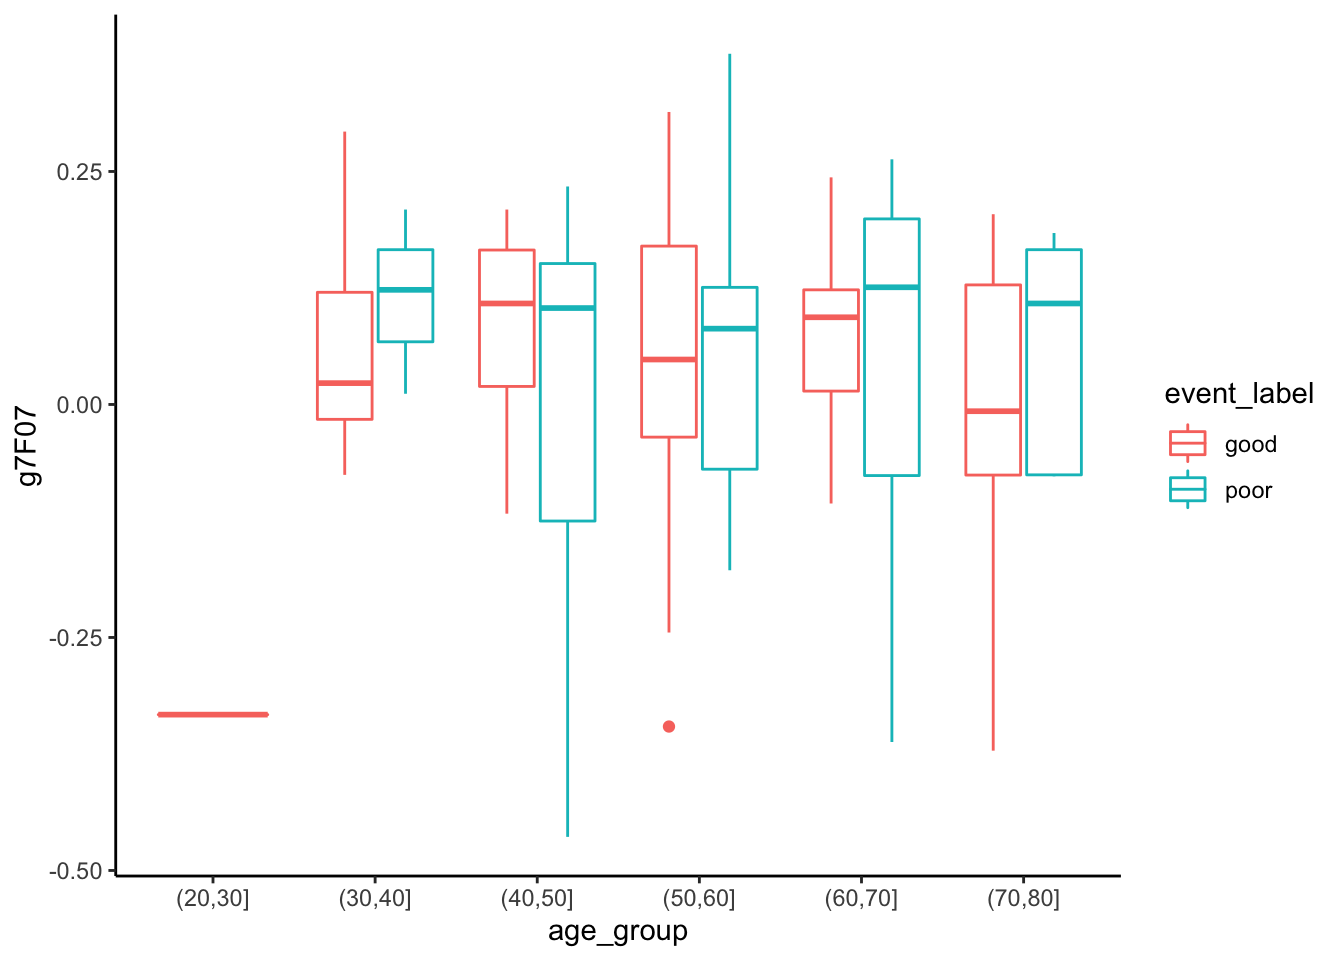 g7F07
0.25
0.00
-0.25
-0.50
(20,30]
(30,40]
(40,50]
(50,60]
(60,70]
(70,80]
age_group
event_label
good
poor